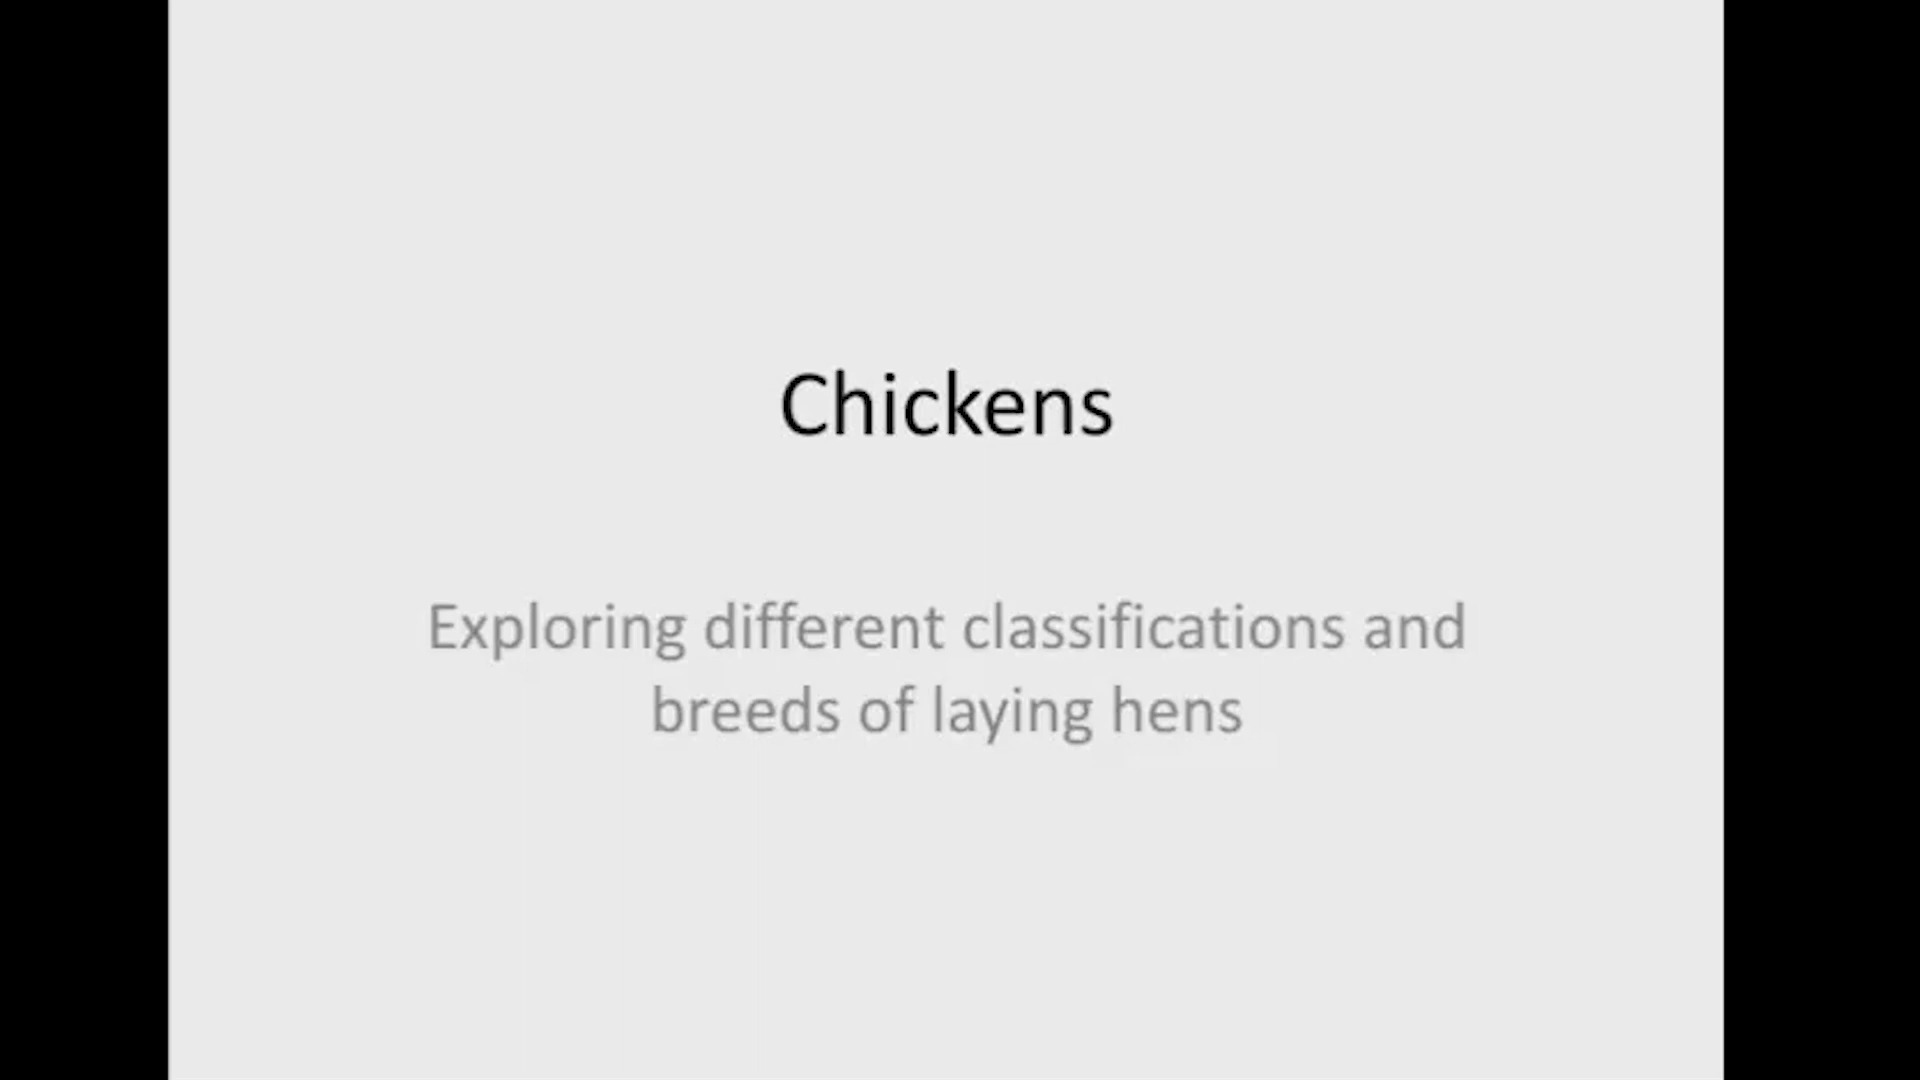 Chickens
Exploring different classifications and
breeds of laying hens